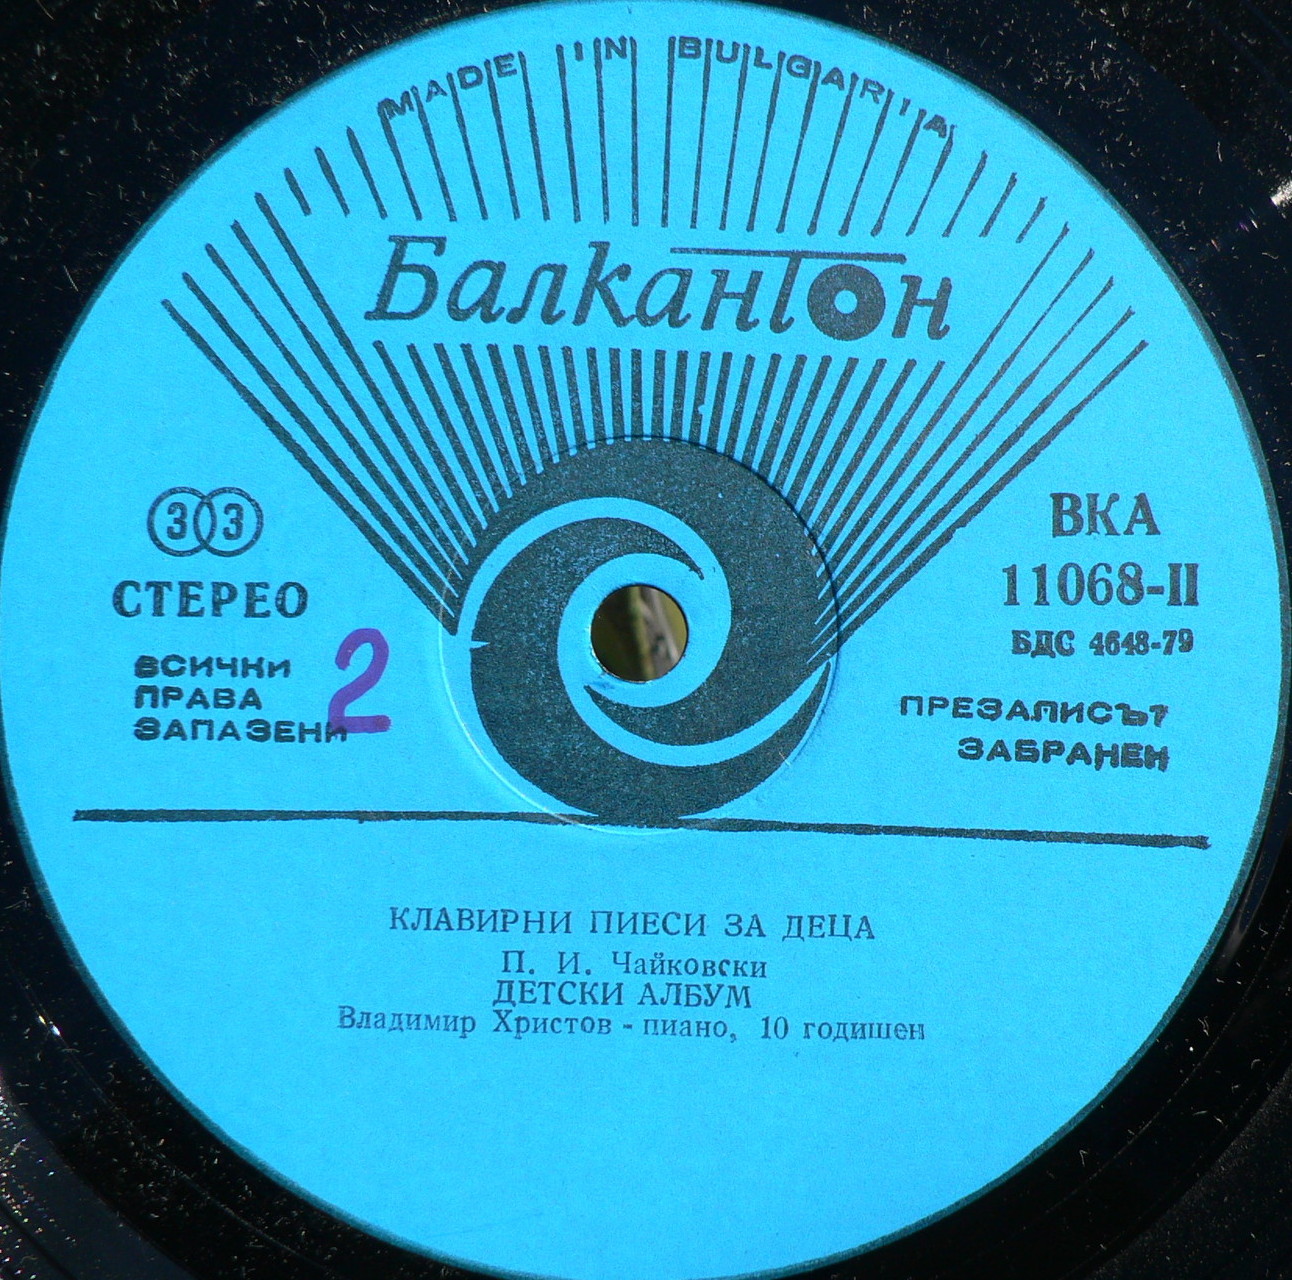 MADE IN BULGARIA
Балкантон
33
СТЕРЕО
ВСИЧКИ
ПРАВА
ЗАПАЗЕНИ
2
ВКА
11068-II
БДС 4648-79
ПРЕЗАПИСЪТ
ЗАБРАНЕН
КЛАВИРНИ ПИЕСИ ЗА ДЕЦА
П. И. Чайковски
ДЕТСКИ АЛБУМ
Владимир Христов - пиано, 10 годишен